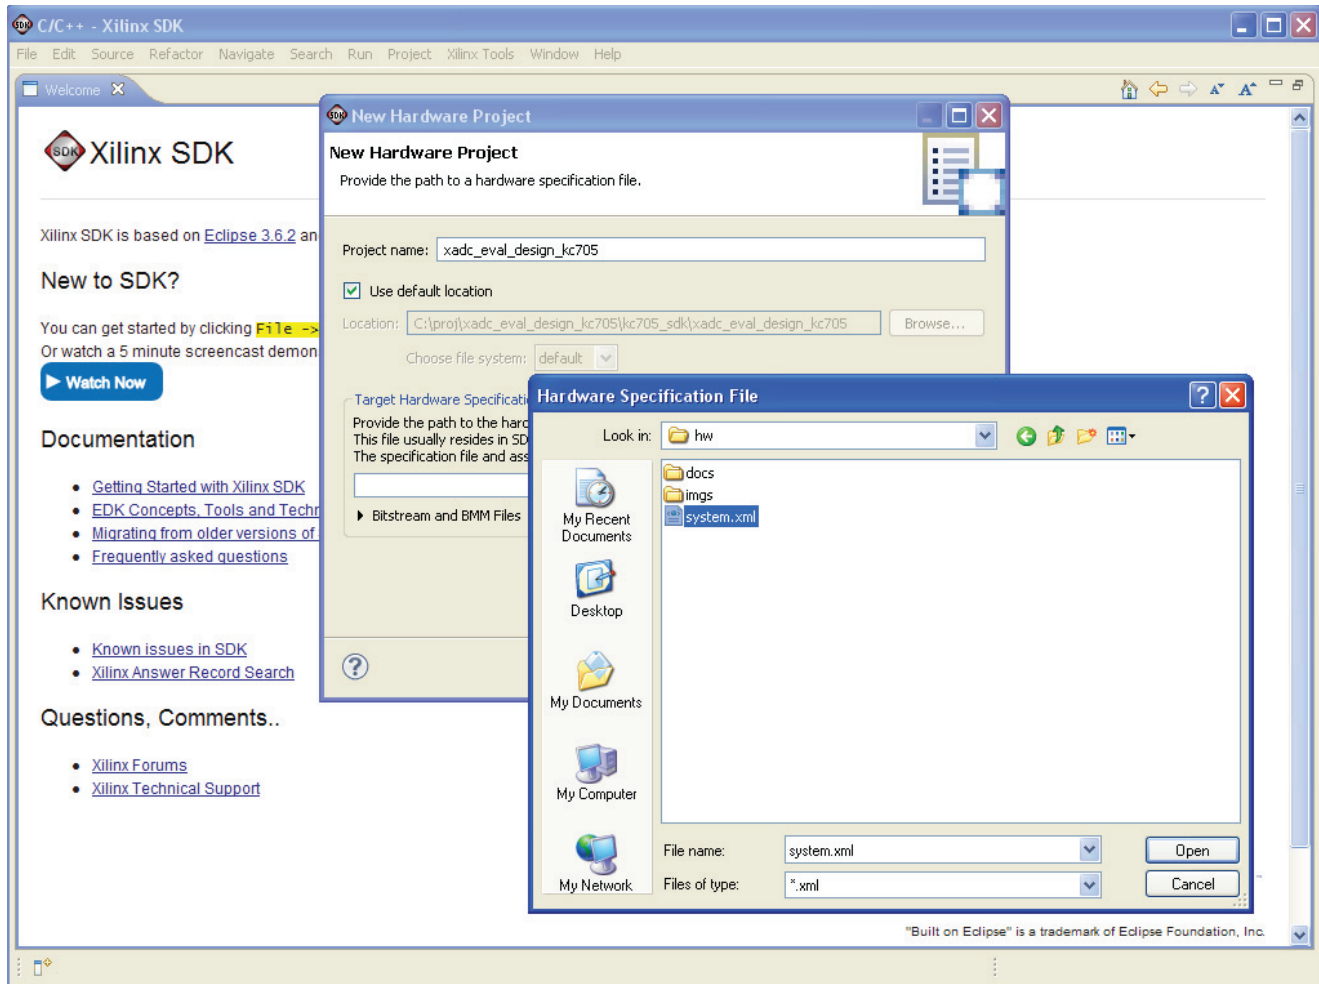 C/C++ - Xilinx SDK
File Edit Source Refactor Navigate Search Run Project Xilinx Tools Window Help
Welcome
SDK Xilinx SDK
Xilinx SDK is based on Eclipse 3.6.2 an
New to SDK?
You can get started by clicking File ->
Or watch a 5 minute screencast demon
Watch Now
Documentation
Getting Started with Xilinx SDK
EDK Concepts, Tools and Techr
Migrating from older versions of
Frequently asked questions
Known Issues
Known issues in SDK
Xilinx Answer Record Search
Questions, Comments..
Xilinx Forums
Xilinx Technical Support
"Built on Eclipse" is a trademark of Eclipse Foundation, Inc.
New Hardware Project
New Hardware Project
Provide the path to a hardware specification file.
Project name: xadc_eval_design_kc705
Use default location
Location: C:\proj\xadc_eval_design_kc705\kc705_sdk\xadc_eval_design_kc705 Browse...
Choose file system: default
Target Hardware Specificati
Provide the path to the hard
This file usually resides in SD
The specification file and ass
Bitstream and BMM Files
Hardware Specification File
Look in: hw
docs
imgs
system.xml
My Recent
Documents
Desktop
My Documents
My Computer
My Network
File name: system.xml Open
Files of type: *.xml Cancel